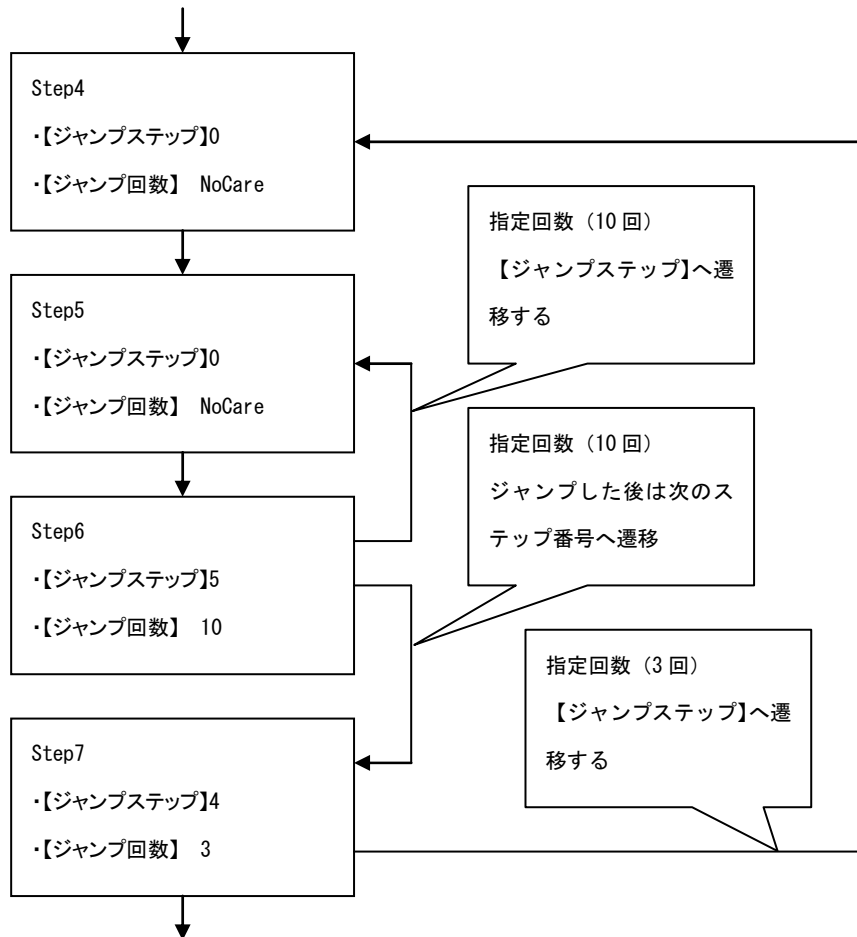 Step4
・【ジャンプステップ】0
・【ジャンプ回数】 NoCare
指定回数（10 回）
【ジャンプステップ】へ遷
移する
Step5
・【ジャンプステップ】0
・【ジャンプ回数】 NoCare
指定回数（10 回）
ジャンプした後は次のス
テップ番号へ遷移
Step6
・【ジャンプステップ】5
・【ジャンプ回数】 10
指定回数（3 回）
【ジャンプステップ】へ遷
移する
Step7
・【ジャンプステップ】4
・【ジャンプ回数】 3